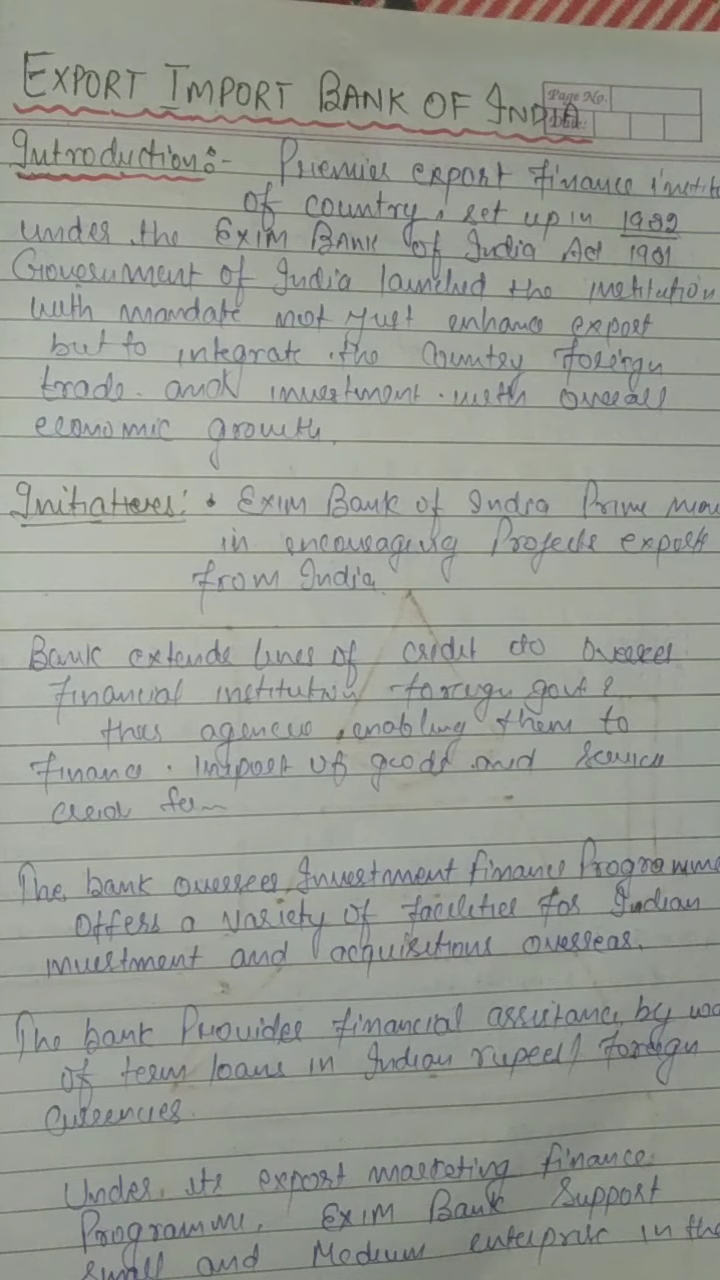 EXPORT IMPORT BANK OF INDIA
Page No.
Introduction:- Premier export finance instit
of country, set up in 1982
under the EXIM BANK of India Act 1981
Government of India launched the institution
with mandate not just enhance export
but to integrate the country foreign
trade and investment with overall
economic growth
Initiatives: EXIM Bank of India Prime mov
in encouraging Projects export
from India.
Bank extends lines of credit to
financial institution foreign govt &
agencies, enabling them to
finance import of goods and
The bank overseas Investment finance Programme
offers a variety of facilities for Indian
investment and acquisitions overseas.
The bank Provides financial assistance by wa
of term loans in Indian rupees/ foreign
currencies.
Under its export marketing finance
Programme, EXIM Bank Support
small and Medium enterprise in the